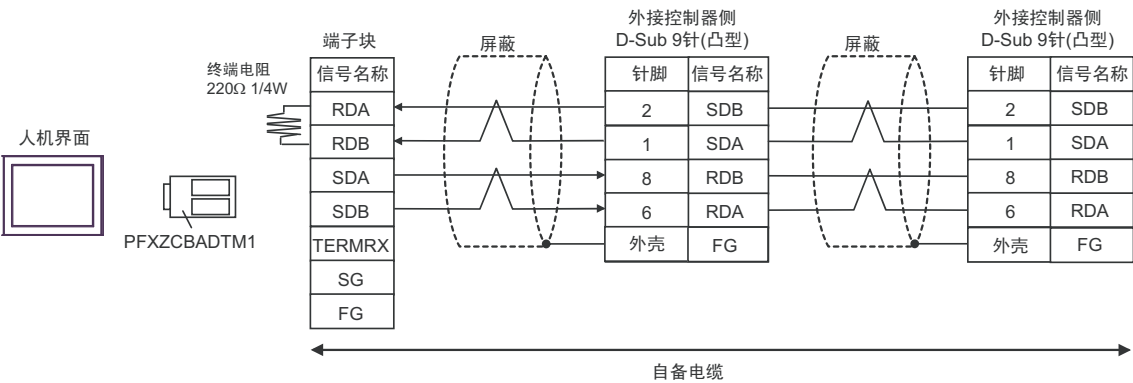 外接控制器侧
D-Sub 9针(凸型)
外接控制器侧
D-Sub 9针(凸型)
端子块
屏蔽
屏蔽
终端电阻
220Ω 1/4W
信号名称
针脚 信号名称
针脚 信号名称
RDA 2 SDB 2 SDB
RDB 1 SDA 1 SDA
人机界面
SDA 8 RDB 8 RDB
SDB 6 RDA 6 RDA
PFXZCBADTM1
TERMRX 外壳 FG 外壳 FG
SG
FG
自备电缆